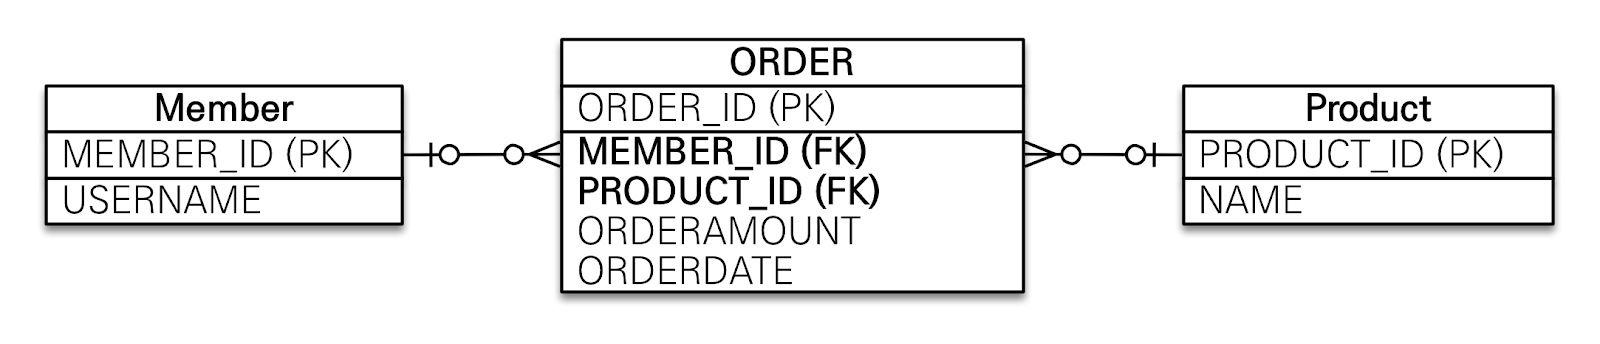 Member
MEMBER_ID (PK)
USERNAME
ORDER
ORDER_ID (PK)
MEMBER_ID (FK)
PRODUCT_ID (FK)
ORDERAMOUNT
ORDERDATE
Product
PRODUCT_ID (PK)
NAME